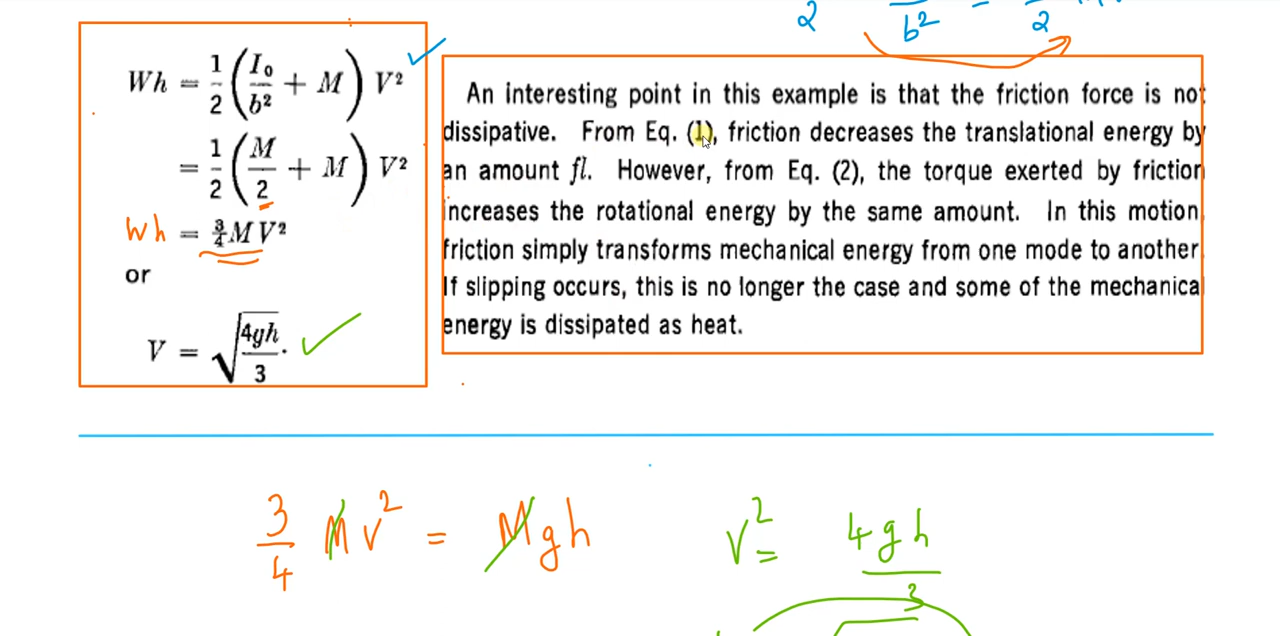 2 b² = 2
Wh = 1/2 (I₀/b² + M) V²
= 1/2 (M/2 + M) V²
Wh = 3/4 MV²
or
V = √(4gh/3).
An interesting point in this example is that the friction force is not
dissipative. From Eq. (1), friction decreases the translational energy by
an amount fl. However, from Eq. (2), the torque exerted by friction
increases the rotational energy by the same amount. In this motion
friction simply transforms mechanical energy from one mode to another
If slipping occurs, this is no longer the case and some of the mechanica
energy is dissipated as heat.
3/4 Mv² = Mgh
v² = 4gh/3